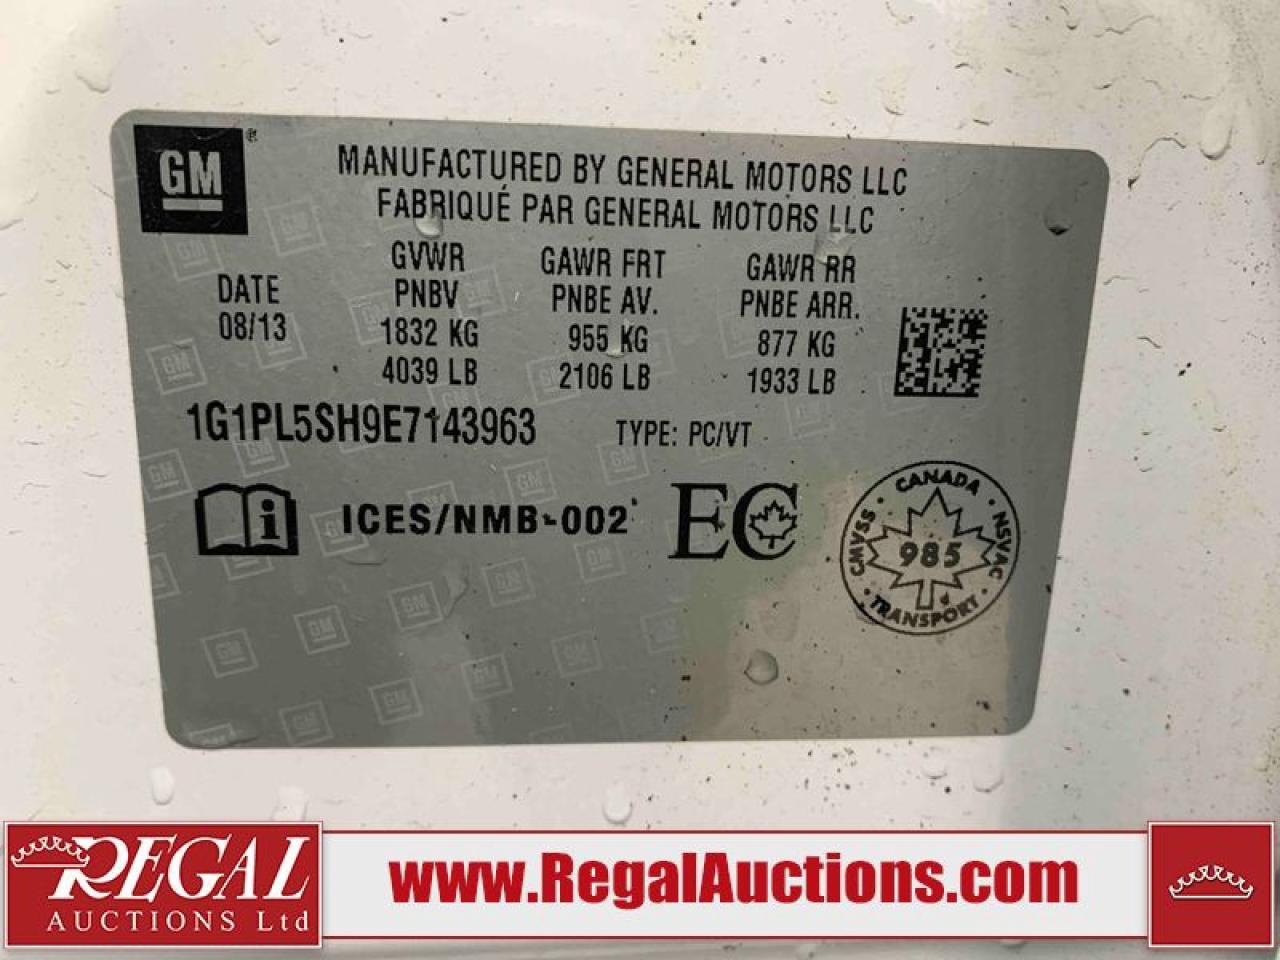 GM ®
MANUFACTURED BY GENERAL MOTORS LLC
FABRIQUÉ PAR GENERAL MOTORS LLC
DATE
08/13
GVWR
PNBV
1832 KG
4039 LB
GAWR FRT
PNBE AV.
955 KG
2106 LB
GAWR RR
PNBE ARR.
877 KG
1933 LB
1G1PL5SH9E7143963 TYPE: PC/VT
ICES/NMB-002 EC
CANADA
CMVSS · NSVAC
985
TRANSPORT
REGAL
AUCTIONS Ltd
www.RegalAuctions.com